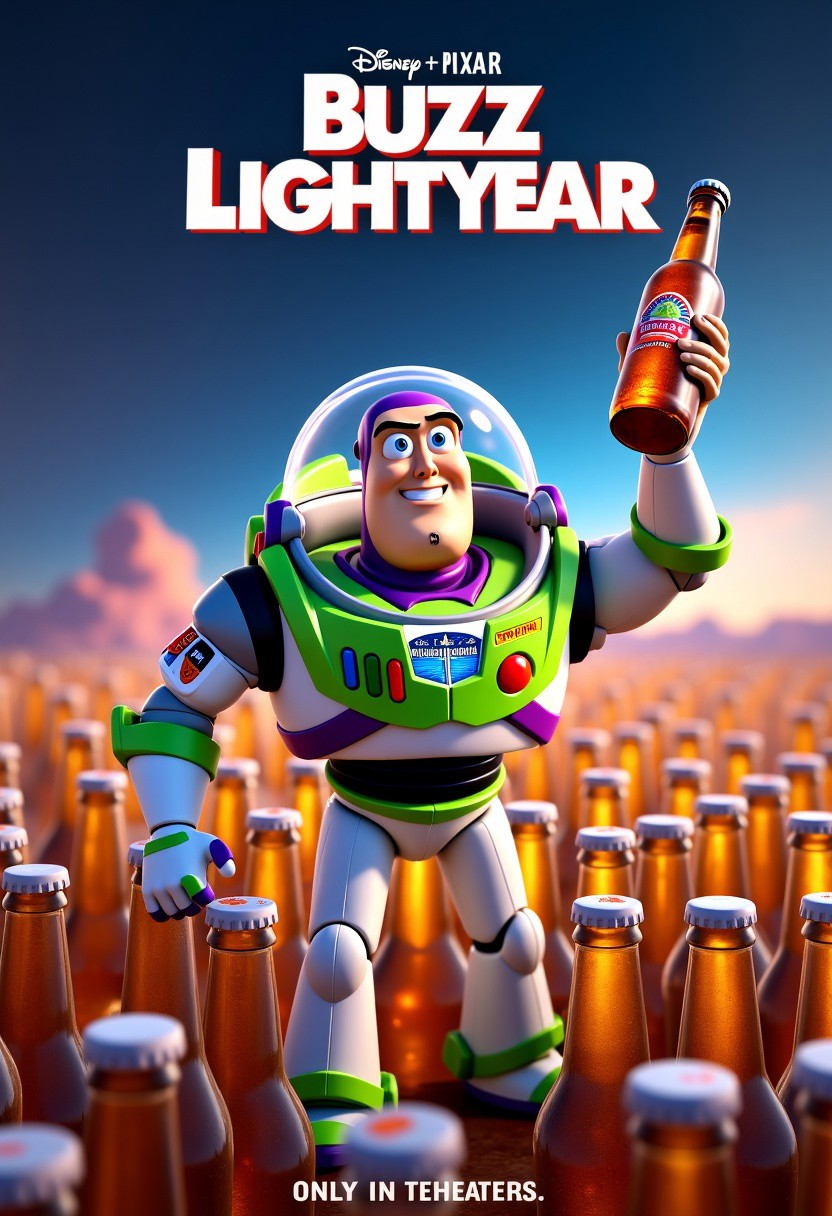 Disney + PIXAR
BUZZ
LIGHTYEAR
ONLY IN TEHEATERS.